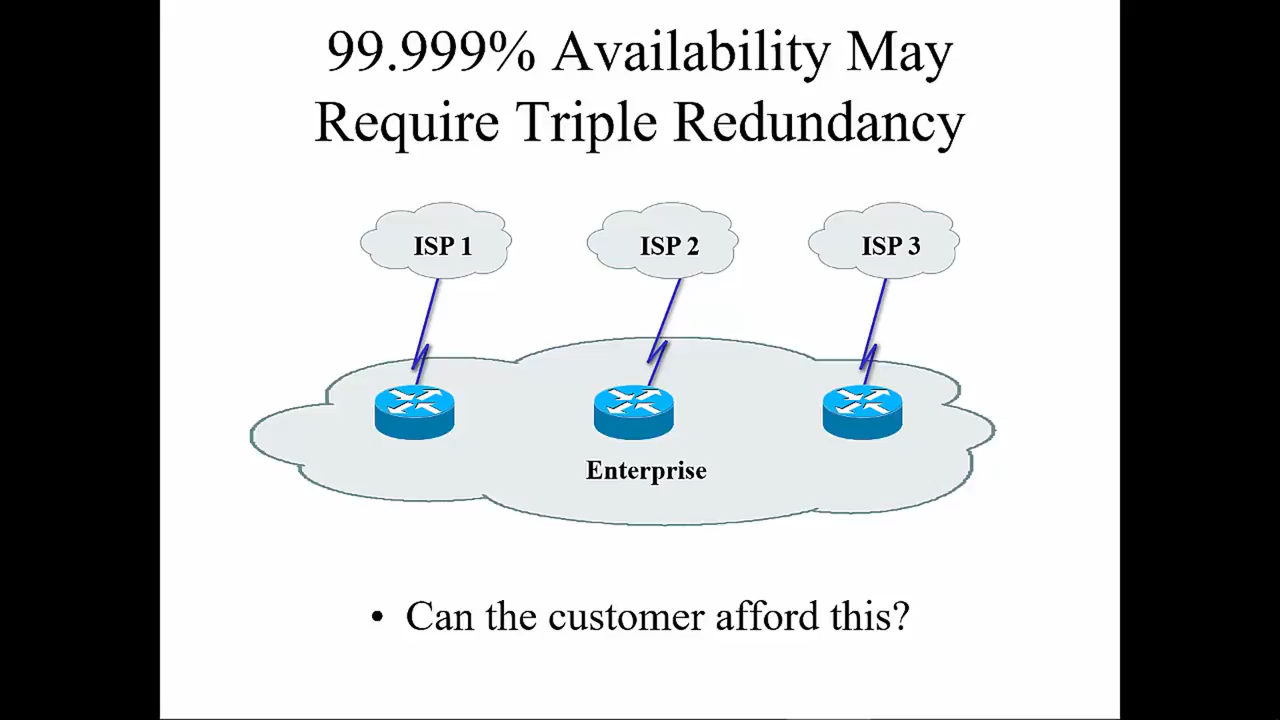 99.999% Availability May
Require Triple Redundancy
ISP 1
ISP 2
ISP 3
Enterprise
• Can the customer afford this?